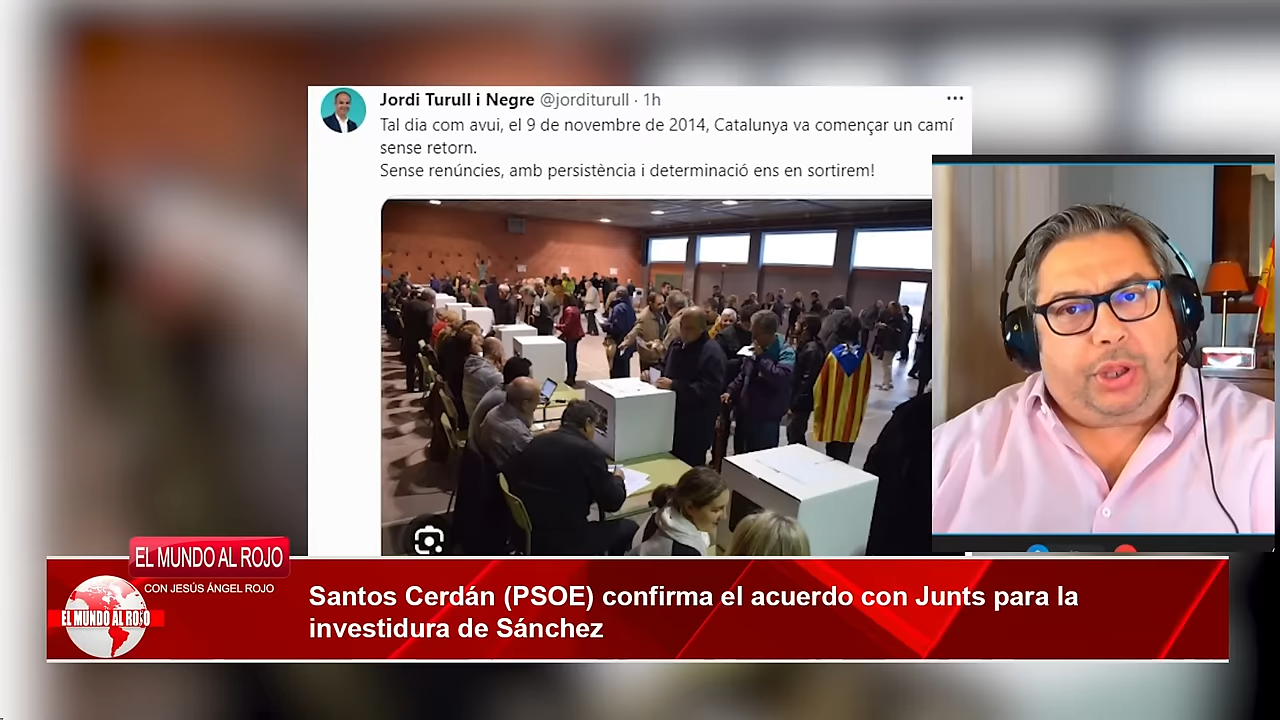 Jordi Turull i Negre @jorditurull · 1h
Tal dia com avui, el 9 de novembre de 2014, Catalunya va començar un camí
sense retorn.
Sense renúncies, amb persistència i determinació ens en sortirem!
EL MUNDO AL ROJO
CON JESÚS ÁNGEL ROJO
EL MUNDO AL ROJO
Santos Cerdán (PSOE) confirma el acuerdo con Junts para la
investidura de Sánchez